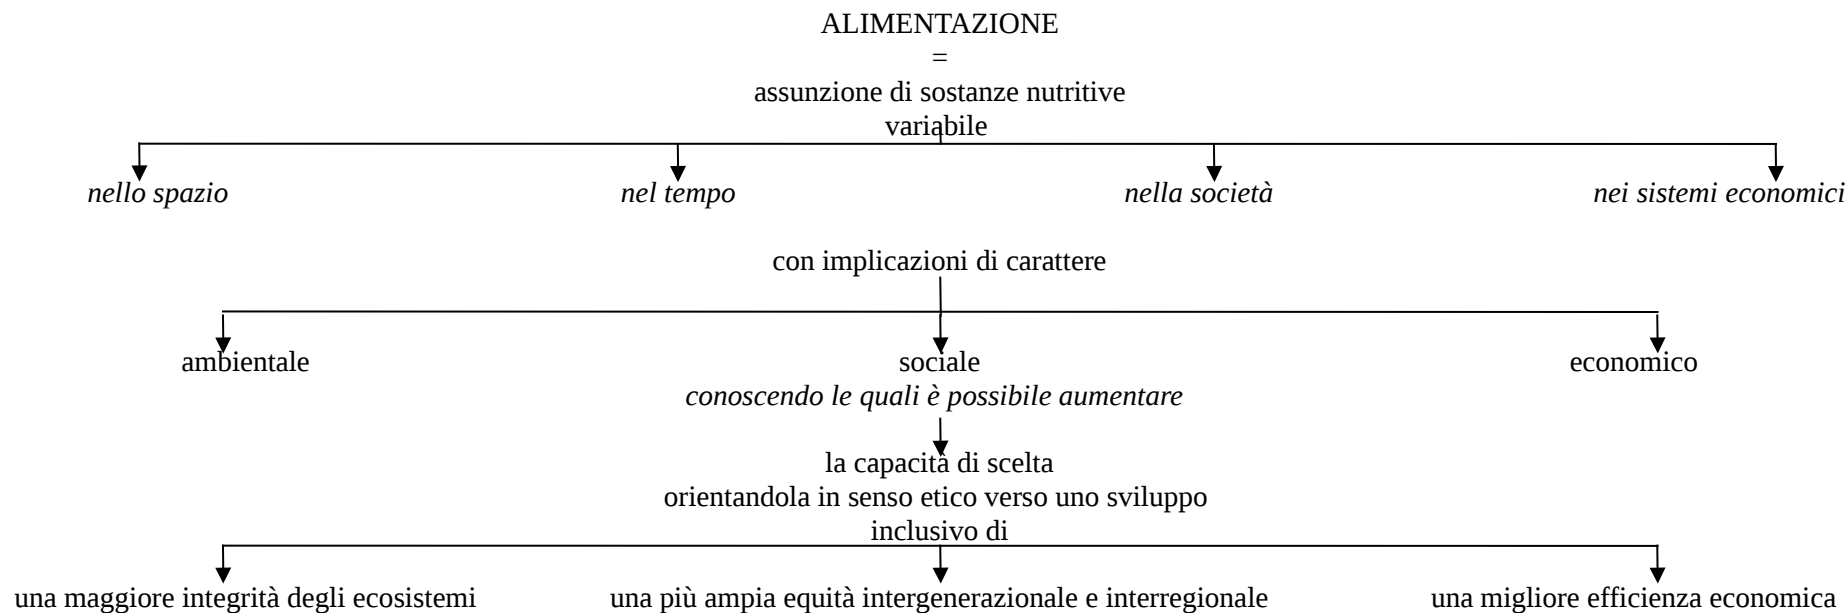 ALIMENTAZIONE
=
assunzione di sostanze nutritive
variabile
nello spazio nel tempo nella società nei sistemi economici
con implicazioni di carattere
ambientale sociale economico
conoscendo le quali è possibile aumentare
la capacità di scelta
orientandola in senso etico verso uno sviluppo
inclusivo di
una maggiore integrità degli ecosistemi una più ampia equità intergenerazionale e interregionale una migliore efficienza economica